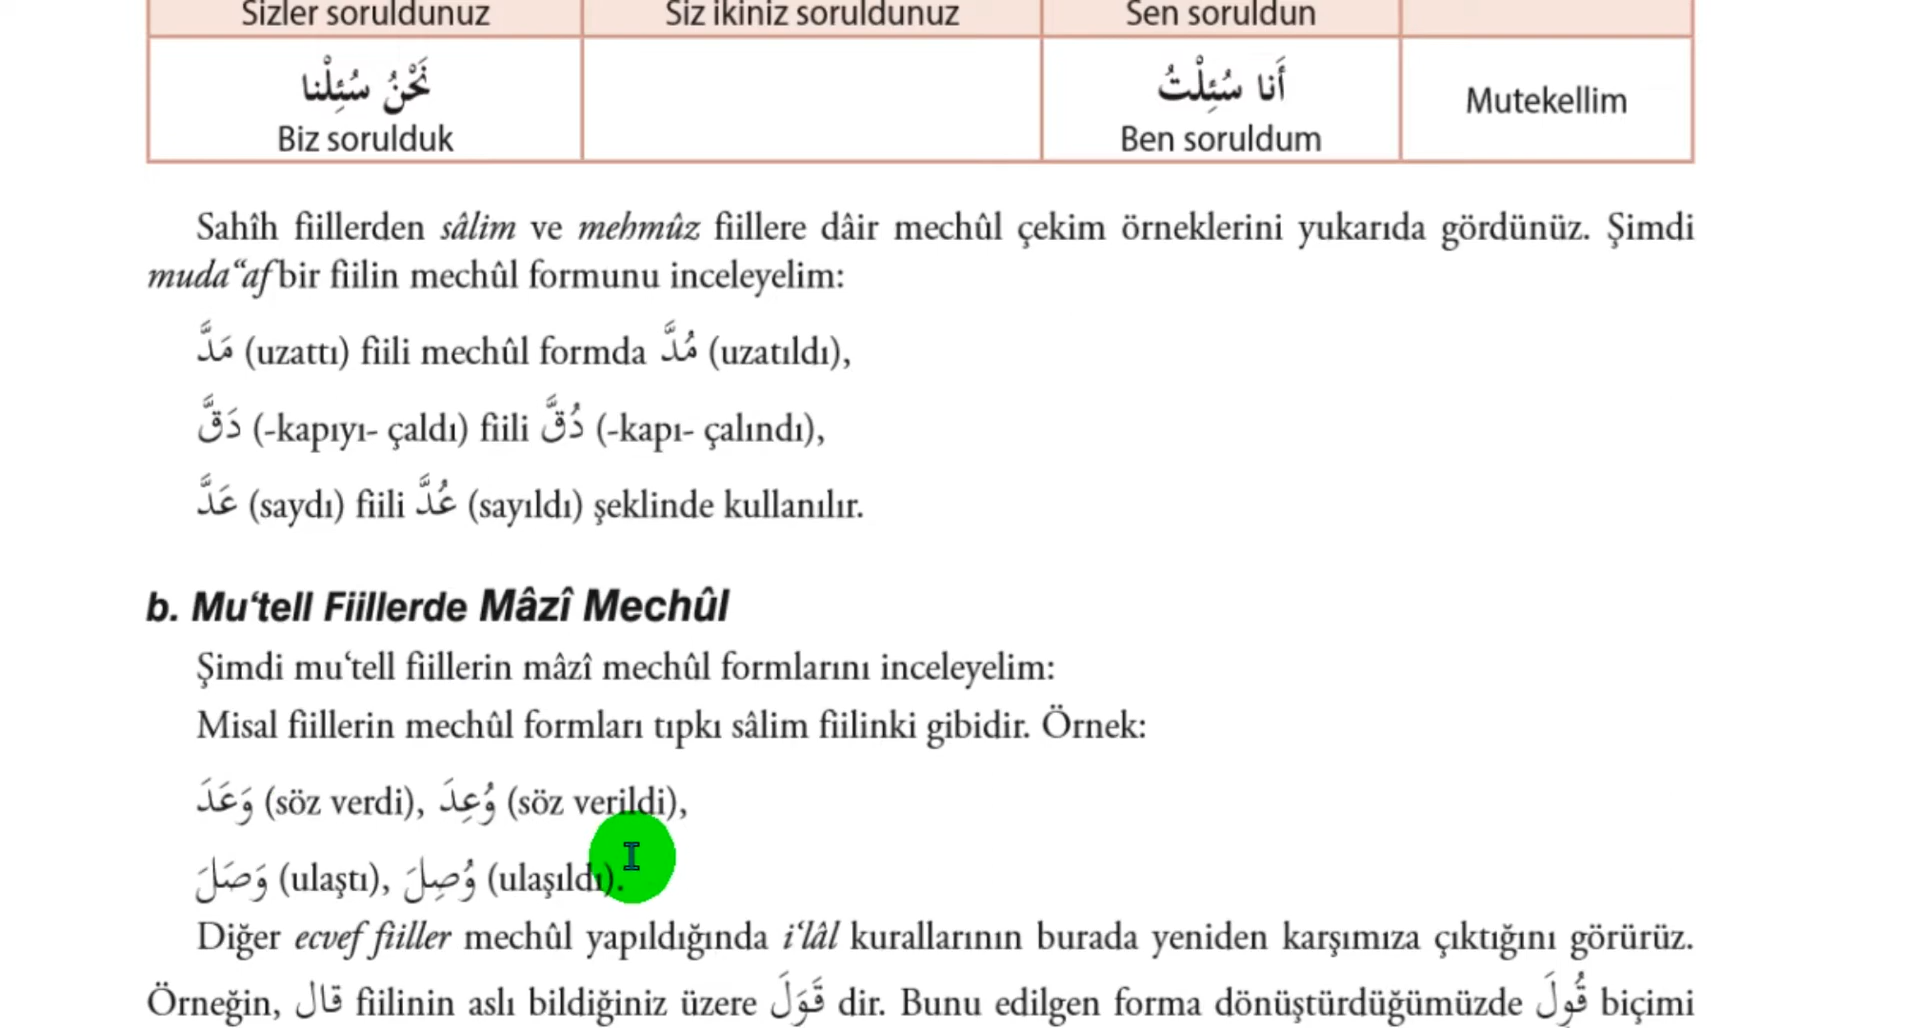 Sizler soruldunuz Siz ikiniz soruldunuz Sen soruldun
نَحْنُ سُئِلْنا أَنا سُئِلْتُ Mutekellim
Biz sorulduk Ben soruldum
Sahîh fiillerden sâlim ve mehmûz fiillere dâir mechûl çekim örneklerini yukarıda gördünüz. Şimdi
muda“af bir fiilin mechûl formunu inceleyelim:
مَدَّ (uzattı) fiili mechûl formda مُدَّ (uzatıldı),
دَقَّ (-kapıyı- çaldı) fiili دُقَّ (-kapı- çalındı),
عَدَّ (saydı) fiili عُدَّ (sayıldı) şeklinde kullanılır.
b. Mu‘tell Fiillerde Mâzî Mechûl
Şimdi mu‘tell fiillerin mâzî mechûl formlarını inceleyelim:
Misal fiillerin mechûl formları tıpkı sâlim fiilinki gibidir. Örnek:
وَعَدَ (söz verdi), وُعِدَ (söz verildi),
وَصَلَ (ulaştı), وُصِلَ (ulaşıldı).
Diğer ecvef fiiller mechûl yapıldığında i‘lâl kurallarının burada yeniden karşımıza çıktığını görürüz.
Örneğin, قال fiilinin aslı bildiğiniz üzere قَوَلَ dir. Bunu edilgen forma dönüştürdüğümüzde قُولَ biçimi